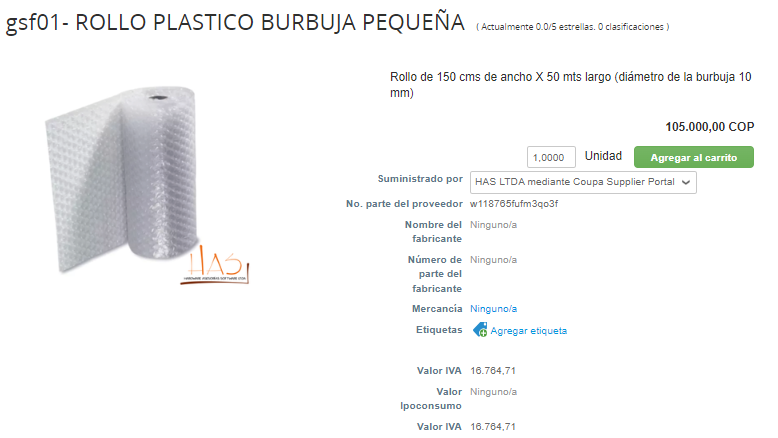 gsf01- ROLLO PLASTICO BURBUJA PEQUEÑA ( Actualmente 0.0/5 estrellas. 0 clasificaciones )
Rollo de 150 cms de ancho X 50 mts largo (diámetro de la burbuja 10
mm)
105.000,00 COP
1,0000 Unidad Agregar al carrito
Suministrado por HAS LTDA mediante Coupa Supplier Portal
No. parte del proveedor w118765fufm3qo3f
Nombre del Ninguno/a
fabricante
Número de Ninguno/a
parte del
fabricante
Mercancía Ninguno/a
Etiquetas Agregar etiqueta
HAS
HARDWARE ASESORIAS SOFTWARE LTDA.
Valor IVA 16.764,71
Valor Ninguno/a
Ipoconsumo
Valor IVA 16.764,71